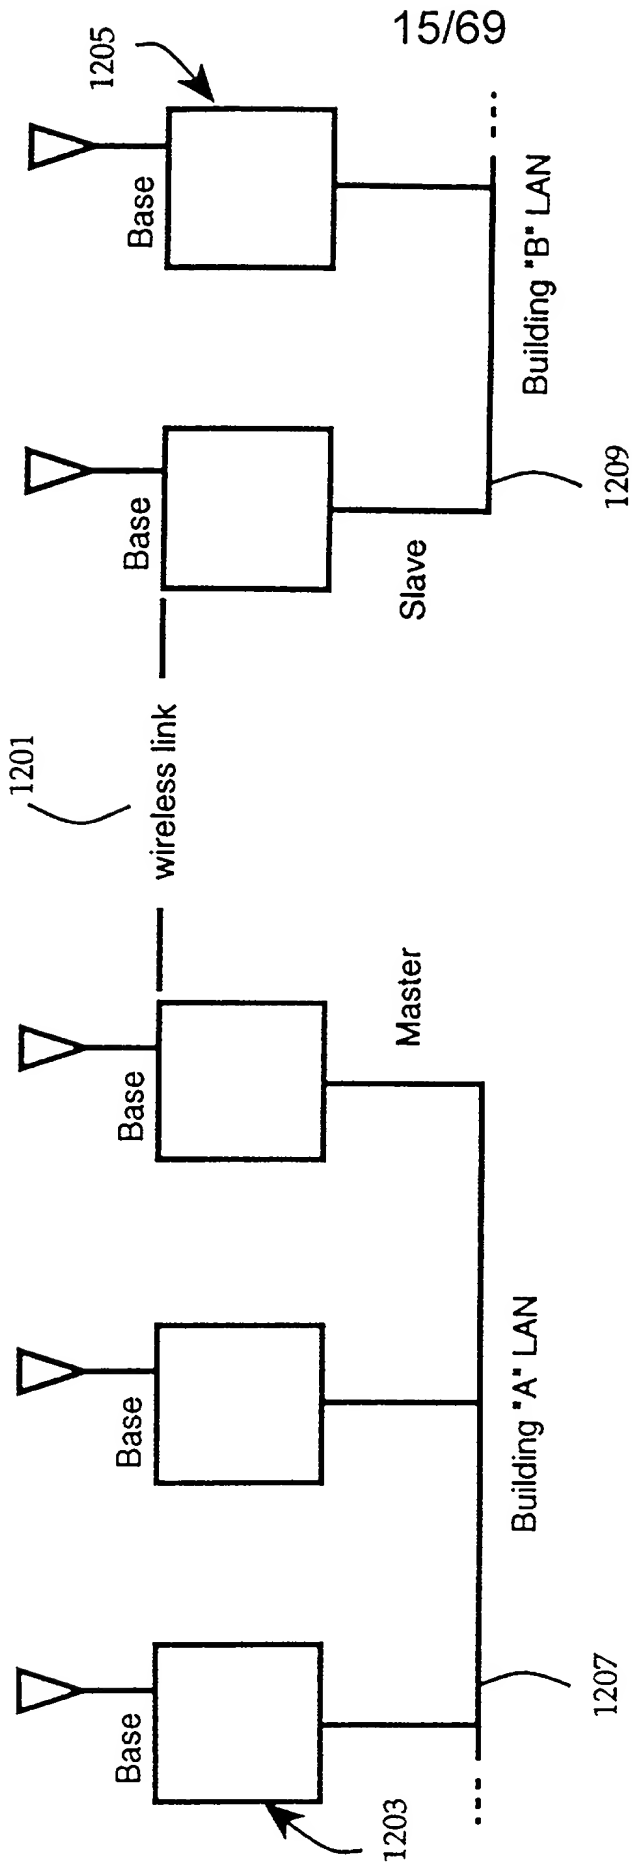 15/69
1205
Base
Base
1201
wireless link
Slave
Building "B" LAN
1209
Base
Master
Base
Base
Building "A" LAN
1203
1207